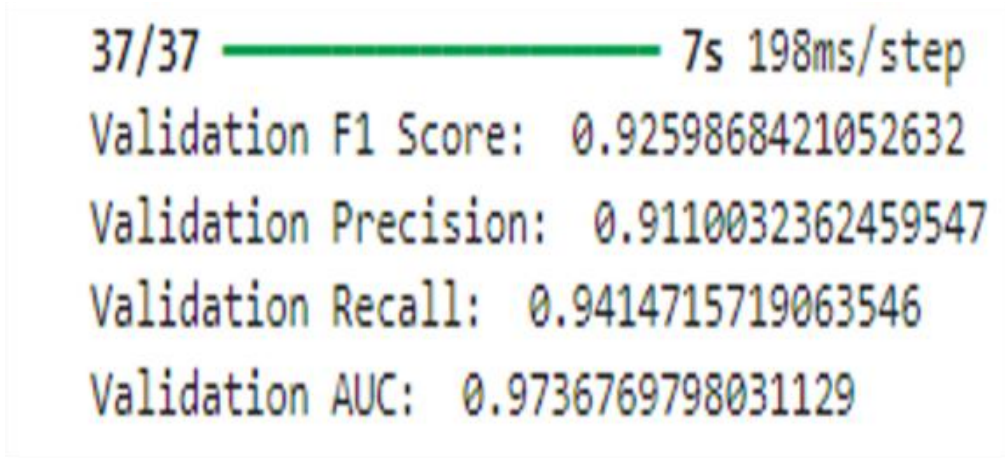 37/37 ━━━━━━━━━━━━━━━━━━━━ 7s 198ms/step
Validation F1 Score:  0.9259868421052632
Validation Precision:  0.9110032362459547
Validation Recall:  0.9414715719063546
Validation AUC:  0.9736769798031129